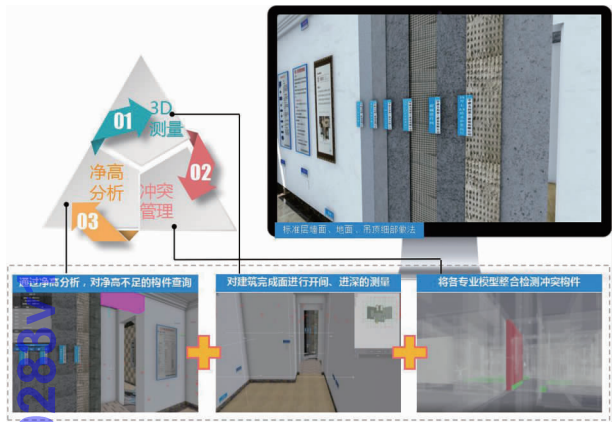 01
3D
测量
02
净高
分析
冲突
管理
03
标准层墙面、地面、吊顶细部做法
通过净高分析，对净高不足的构件查询
对建筑完成面进行开间、进深的测量
将各专业模型整合检测冲突构件